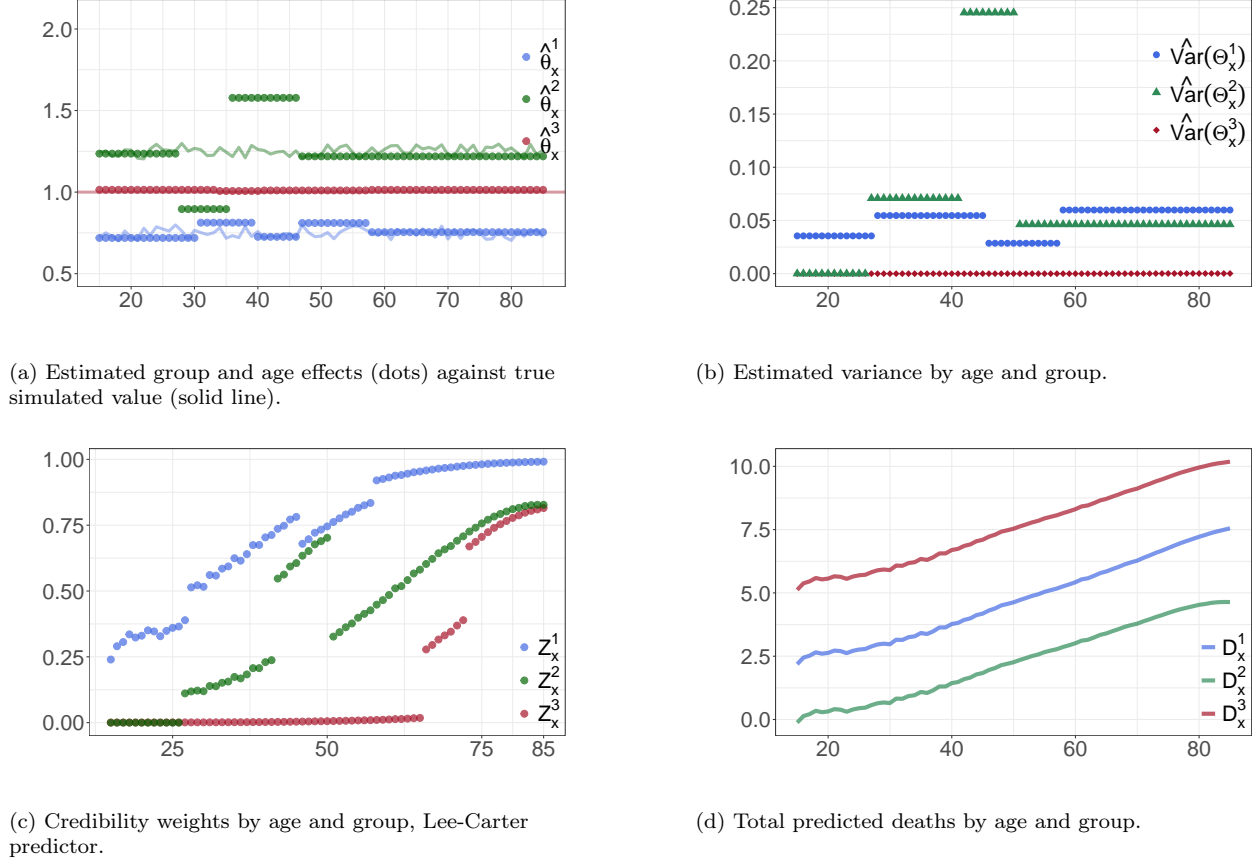 2.0
1.5
1.0
0.5
20 30 40 50 60 70 80
θ̂ₓ¹
θ̂ₓ²
θ̂ₓ³
0.25
0.20
0.15
0.10
0.05
0.00
20 40 60 80
Vâr(Θₓ¹)
Vâr(Θₓ²)
Vâr(Θₓ³)
(a) Estimated group and age effects (dots) against true
simulated value (solid line).
(b) Estimated variance by age and group.
1.00
0.75
0.50
0.25
0.00
25 50 75 85
Zₓ¹
Zₓ²
Zₓ³
10.0
7.5
5.0
2.5
0.0
20 40 60 80
Dₓ¹
Dₓ²
Dₓ³
(c) Credibility weights by age and group, Lee-Carter
predictor.
(d) Total predicted deaths by age and group.